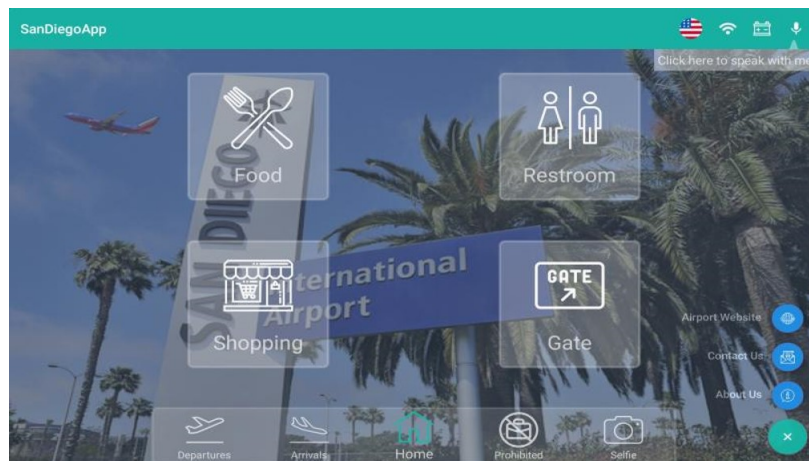 SanDiegoApp
Click here to speak with me
Food
Restroom
SAN DIEGO
International
Airport
Shopping
GATE
Gate
Airport Website
Contact Us
About Us
Departures
Arrivals
Home
Prohibited
Selfie